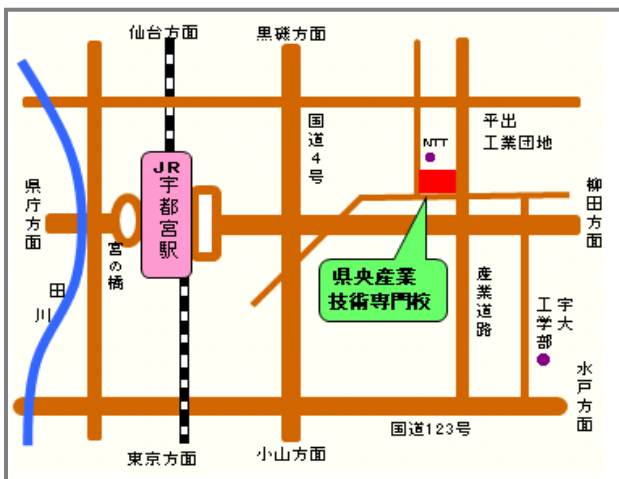 仙台方面
黒磯方面
国道4号
NTT
平出
工業団地
JR
宇都宮駅
県庁方面
柳田方面
宮の橋
県央産業
技術専門校
田川
産業道路
宇大
工学部
水戸方面
国道123号
東京方面
小山方面